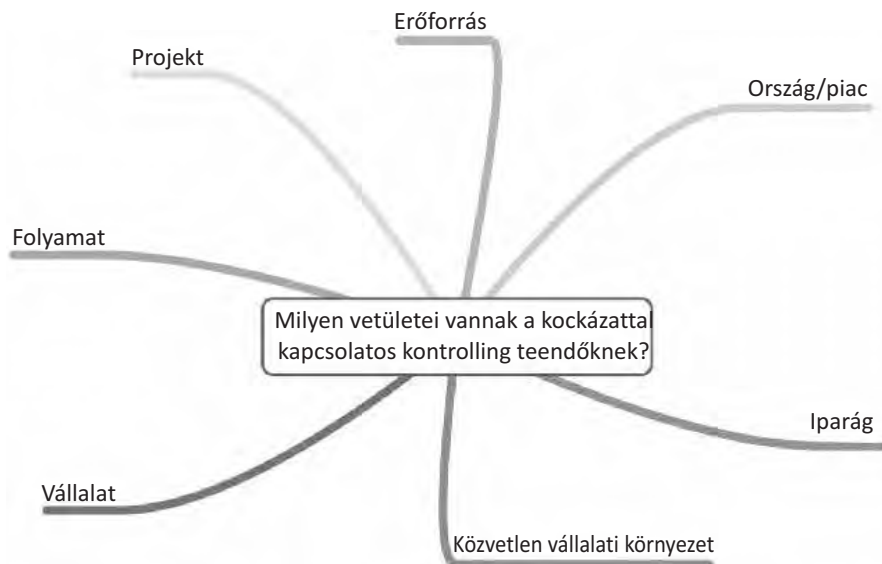 Erőforrás
Projekt
Ország/piac
Folyamat
Milyen vetületei vannak a kockázattal
kapcsolatos kontrolling teendőknek?
Iparág
Vállalat
Közvetlen vállalati környezet